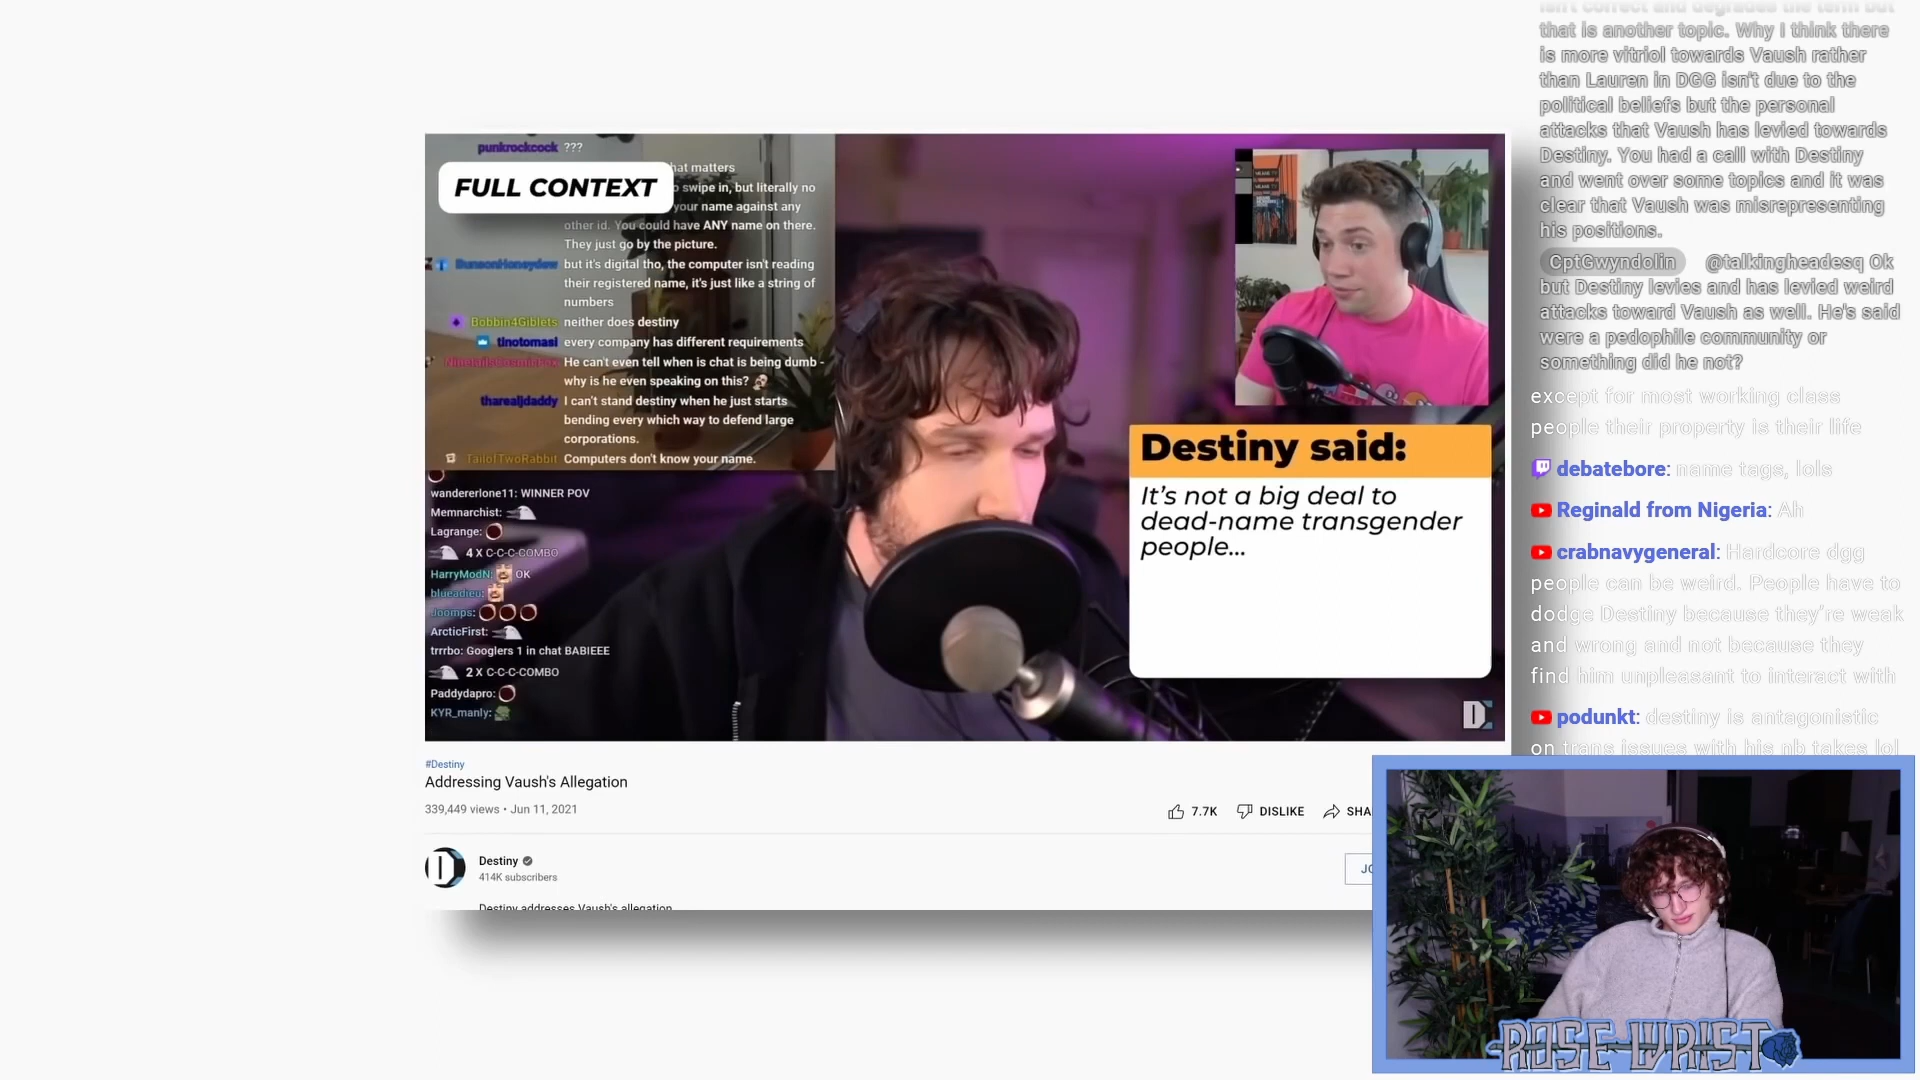 punkrockcock ???
hat matters
FULL CONTEXT
o swipe in, but literally no
your name against any
other id. You could have ANY name on there.
They just go by the picture.
BunsonHoneydew but it's digital tho, the computer isn't reading
their registered name, it's just like a string of
numbers
Bobbin4Giblets neither does destiny
tinotomasi every company has different requirements
He can't even tell when is chat is being dumb -
why is he even speaking on this?
tharealjdaddy I can't stand destiny when he just starts
bending every which way to defend large
corporations.
TailofTwoRabbit Computers don't know your name.
wandererlone11: WINNER POV
Memnarchist:
Lagrange:
4 X C-C-C-COMBO
HarryModN: OK
blueadeu:
Joomps:
ArcticFirst:
trrrbo: Googlers 1 in chat BABIEEE
2 X C-C-C-COMBO
Paddydapro:
KYR_manly:
Destiny said:
It's not a big deal to
dead-name transgender
people...
D
#Destiny
Addressing Vaush's Allegation
339,449 views • Jun 11, 2021
7.7K DISLIKE SHA
D
Destiny
414K subscribers
JO
Destiny addresses Vaush's allegation
isn't correct and degrades the term but
that is another topic. Why I think there
is more vitriol towards Vaush rather
than Lauren in DGG isn't due to the
political beliefs but the personal
attacks that Vaush has levied towards
Destiny. You had a call with Destiny
and went over some topics and it was
clear that Vaush was misrepresenting
his positions.
CptGwyndolin @talkingheadesq Ok
but Destiny levies and has levied weird
attacks toward Vaush as well. He's said
were a pedophile community or
something did he not?
except for most working class
people their property is their life
debatebore: name tags, lols
Reginald from Nigeria: Ah
crabnavygeneral: Hardcore dgg
people can be weird. People have to
dodge Destiny because they're weak
and wrong and not because they
find him unpleasant to interact with
podunkt: destiny is antagonistic
on trans issues with his nb takes lol
ROSE WRIST